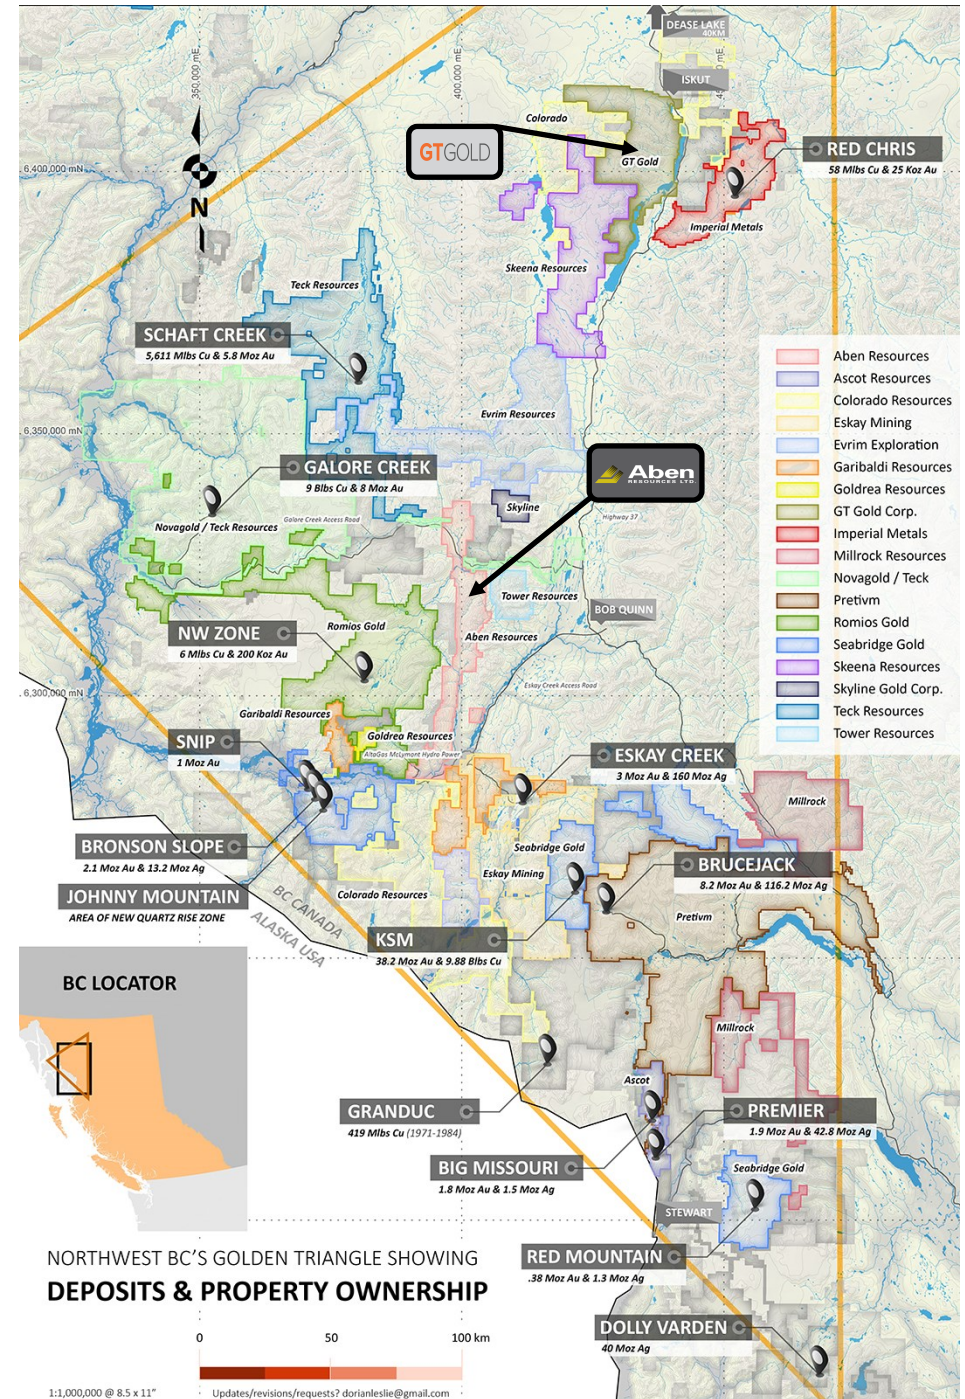 DEASE LAKE
40KM
ISKUT
350,000 mE
400,000 mE
Colorado
GTGOLD
GT Gold
RED CHRIS
58 Mlbs Cu & 25 Koz Au
6,400,000 mN
N
Imperial Metals
Skeena Resources
Teck Resources
SCHAFT CREEK
5,611 Mlbs Cu & 5.8 Moz Au
Evrim Resources
6,350,000 mN
GALORE CREEK
9 Blbs Cu & 8 Moz Au
Aben
RESOURCES LTD.
Skyline
Novagold / Teck Resources
Galore Creek Access Road
Highway 37
Tower Resources
BOB QUINN
Romios Gold
NW ZONE
6 Mlbs Cu & 200 Koz Au
Aben Resources
6,300,000 mN
Eskay Creek Access Road
Garibaldi Resources
Goldrea Resources
AltaGas McLymont Hydro Power
SNIP
1 Moz Au
ESKAY CREEK
3 Moz Au & 160 Moz Ag
Millrock
BRONSON SLOPE
2.1 Moz Au & 13.2 Moz Ag
Seabridge Gold
Eskay Mining
BRUCEJACK
8.2 Moz Au & 116.2 Moz Ag
JOHNNY MOUNTAIN
AREA OF NEW QUARTZ RISE ZONE
Colorado Resources
Pretivm
BC CANADA
ALASKA USA
KSM
38.2 Moz Au & 9.88 Blbs Cu
Millrock
Ascot
GRANDUC
419 Mlbs Cu (1971-1984)
PREMIER
1.9 Moz Au & 42.8 Moz Ag
BIG MISSOURI
1.8 Moz Au & 1.5 Moz Ag
Seabridge Gold
STEWART
RED MOUNTAIN
.38 Moz Au & 1.3 Moz Ag
DOLLY VARDEN
40 Moz Ag
Aben Resources
Ascot Resources
Colorado Resources
Eskay Mining
Evrim Exploration
Garibaldi Resources
Goldrea Resources
GT Gold Corp.
Imperial Metals
Millrock Resources
Novagold / Teck
Pretivm
Romios Gold
Seabridge Gold
Skeena Resources
Skyline Gold Corp.
Teck Resources
Tower Resources
BC LOCATOR
NORTHWEST BC'S GOLDEN TRIANGLE SHOWING
DEPOSITS & PROPERTY OWNERSHIP
0 50 100 km
1:1,000,000 @ 8.5 x 11"
Updates/revisions/requests? dorianleslie@gmail.com